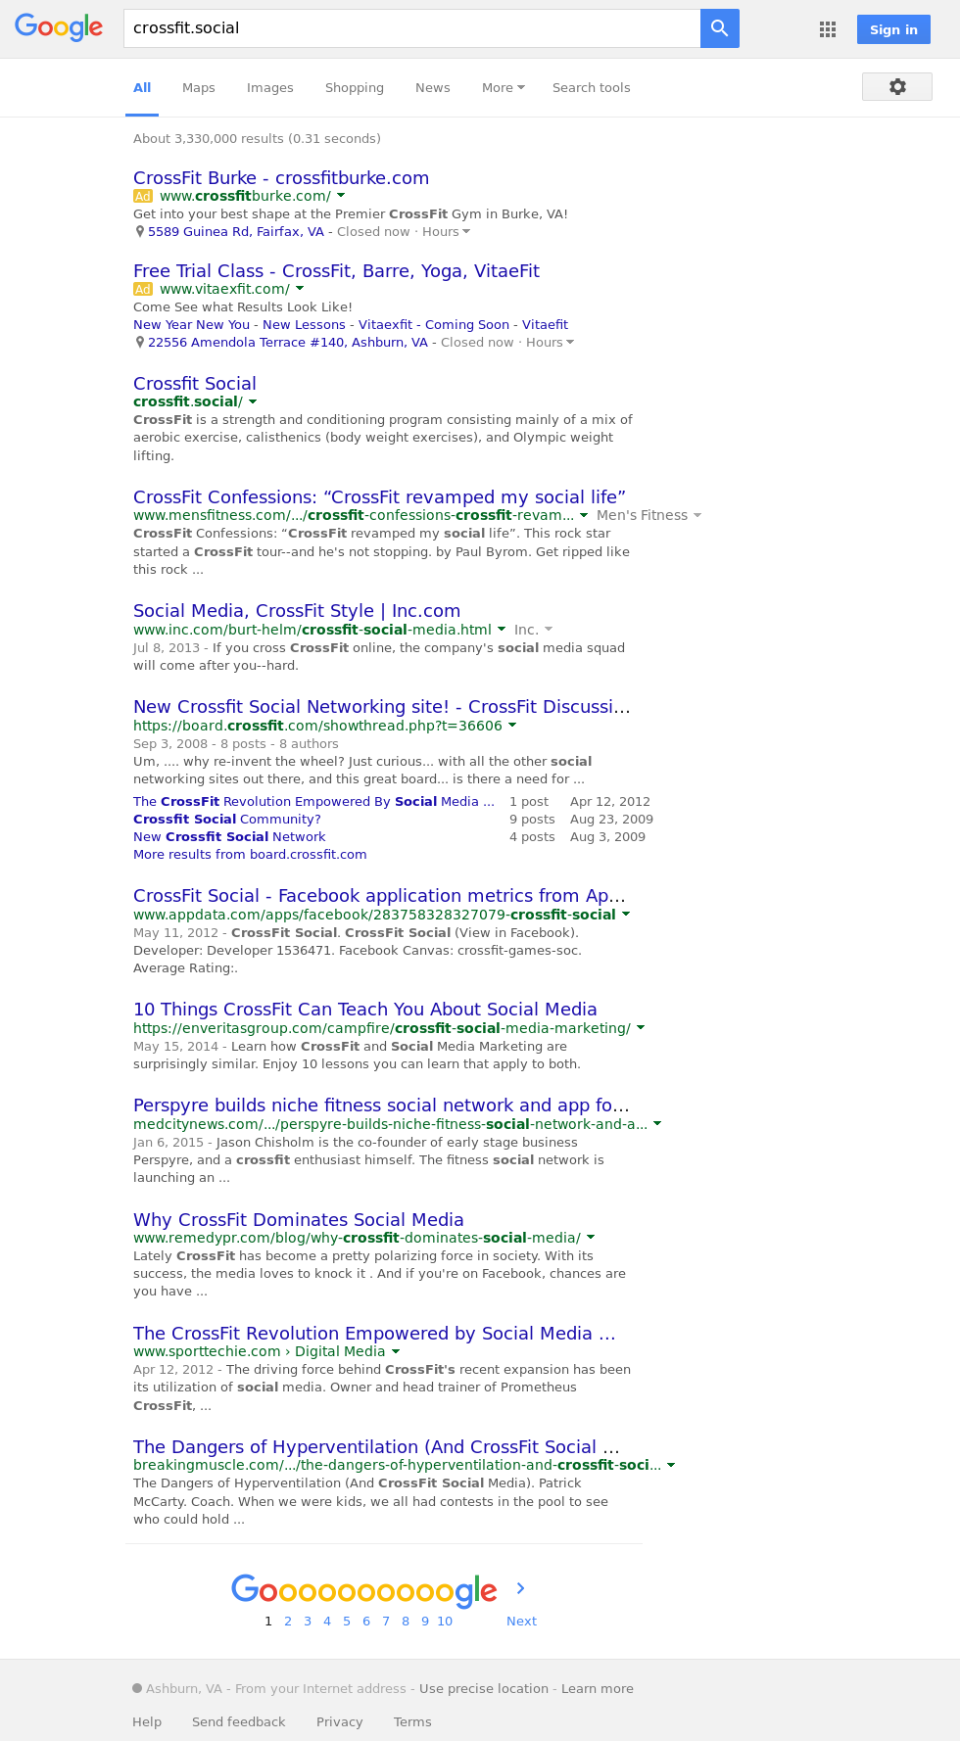 Google
crossfit.social
Sign in
All Maps Images Shopping News More Search tools
About 3,330,000 results (0.31 seconds)
CrossFit Burke - crossfitburke.com
Ad www.crossfitburke.com/
Get into your best shape at the Premier CrossFit Gym in Burke, VA!
5589 Guinea Rd, Fairfax, VA - Closed now · Hours
Free Trial Class - CrossFit, Barre, Yoga, VitaeFit
Ad www.vitaexfit.com/
Come See what Results Look Like!
New Year New You - New Lessons - Vitaexfit - Coming Soon - Vitaefit
22556 Amendola Terrace #140, Ashburn, VA - Closed now · Hours
Crossfit Social
crossfit.social/
CrossFit is a strength and conditioning program consisting mainly of a mix of
aerobic exercise, calisthenics (body weight exercises), and Olympic weight
lifting.
CrossFit Confessions: “CrossFit revamped my social life”
www.mensfitness.com/.../crossfit-confessions-crossfit-revam... Men's Fitness
CrossFit Confessions: “CrossFit revamped my social life”. This rock star
started a CrossFit tour--and he's not stopping. by Paul Byrom. Get ripped like
this rock ...
Social Media, CrossFit Style | Inc.com
www.inc.com/burt-helm/crossfit-social-media.html Inc.
Jul 8, 2013 - If you cross CrossFit online, the company's social media squad
will come after you--hard.
New Crossfit Social Networking site! - CrossFit Discussi...
https://board.crossfit.com/showthread.php?t=36606
Sep 3, 2008 - 8 posts - 8 authors
Um, .... why re-invent the wheel? Just curious... with all the other social
networking sites out there, and this great board... is there a need for ...
The CrossFit Revolution Empowered By Social Media ... 1 post Apr 12, 2012
Crossfit Social Community? 9 posts Aug 23, 2009
New Crossfit Social Network 4 posts Aug 3, 2009
More results from board.crossfit.com
CrossFit Social - Facebook application metrics from Ap...
www.appdata.com/apps/facebook/283758328327079-crossfit-social
May 11, 2012 - CrossFit Social. CrossFit Social (View in Facebook).
Developer: Developer 1536471. Facebook Canvas: crossfit-games-soc.
Average Rating:.
10 Things CrossFit Can Teach You About Social Media
https://enveritasgroup.com/campfire/crossfit-social-media-marketing/
May 15, 2014 - Learn how CrossFit and Social Media Marketing are
surprisingly similar. Enjoy 10 lessons you can learn that apply to both.
Perspyre builds niche fitness social network and app fo...
medcitynews.com/.../perspyre-builds-niche-fitness-social-network-and-a...
Jan 6, 2015 - Jason Chisholm is the co-founder of early stage business
Perspyre, and a crossfit enthusiast himself. The fitness social network is
launching an ...
Why CrossFit Dominates Social Media
www.remedypr.com/blog/why-crossfit-dominates-social-media/
Lately CrossFit has become a pretty polarizing force in society. With its
success, the media loves to knock it . And if you're on Facebook, chances are
you have ...
The CrossFit Revolution Empowered by Social Media ...
www.sporttechie.com › Digital Media
Apr 12, 2012 - The driving force behind CrossFit's recent expansion has been
its utilization of social media. Owner and head trainer of Prometheus
CrossFit, ...
The Dangers of Hyperventilation (And CrossFit Social ...
breakingmuscle.com/.../the-dangers-of-hyperventilation-and-crossfit-soci...
The Dangers of Hyperventilation (And CrossFit Social Media). Patrick
McCarty. Coach. When we were kids, we all had contests in the pool to see
who could hold ...
Goooooooooogle
1 2 3 4 5 6 7 8 9 10 Next
Ashburn, VA - From your Internet address - Use precise location - Learn more
Help Send feedback Privacy Terms